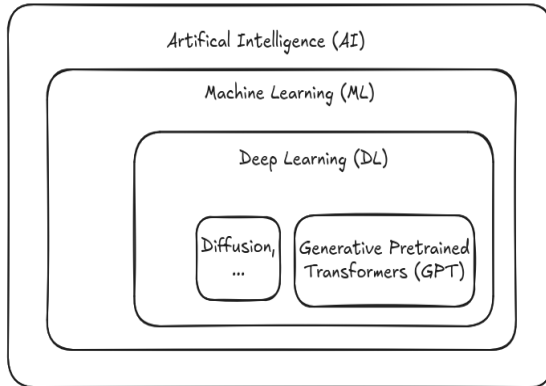 Artifical Intelligence (AI)
Machine Learning (ML)
Deep Learning (DL)
Diffusion,
...
Generative Pretrained
Transformers (GPT)